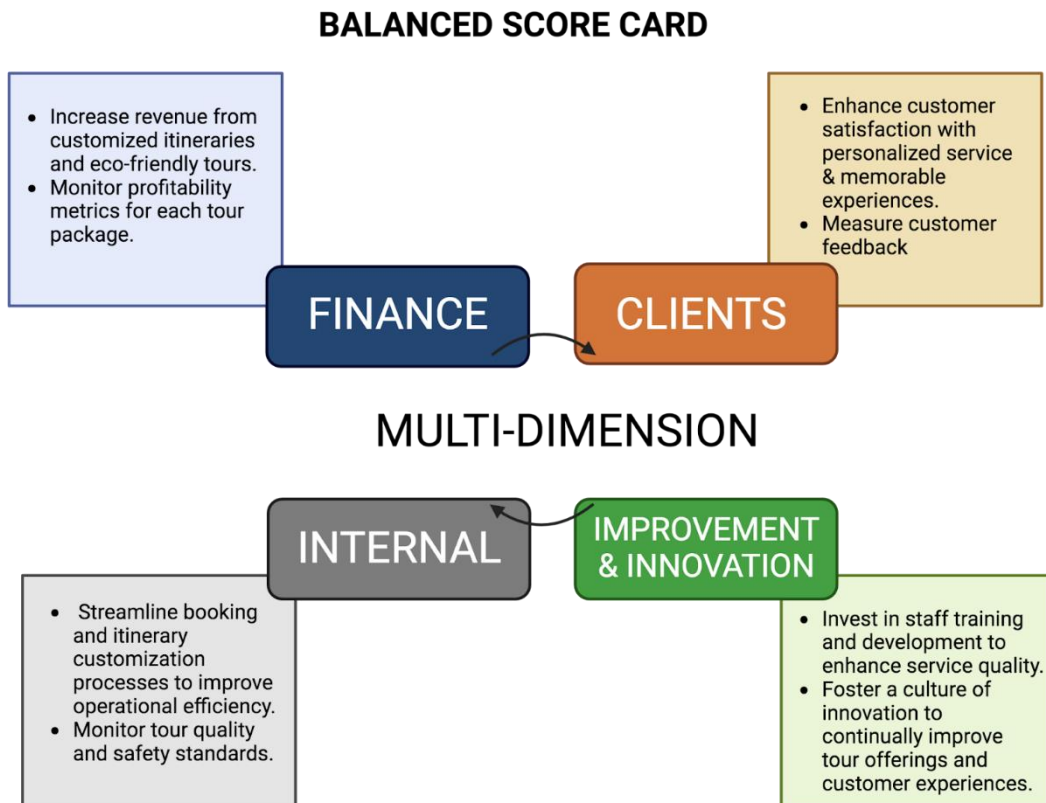 BALANCED SCORE CARD
• Increase revenue from
customized itineraries
and eco-friendly tours.
• Monitor profitability
metrics for each tour
package.
• Enhance customer
satisfaction with
personalized service
& memorable
experiences.
• Measure customer
feedback
FINANCE
CLIENTS
MULTI-DIMENSION
INTERNAL
IMPROVEMENT
& INNOVATION
• Streamline booking
and itinerary
customization
processes to improve
operational efficiency.
• Monitor tour quality
and safety standards.
• Invest in staff training
and development to
enhance service quality.
• Foster a culture of
innovation to
continually improve
tour offerings and
customer experiences.